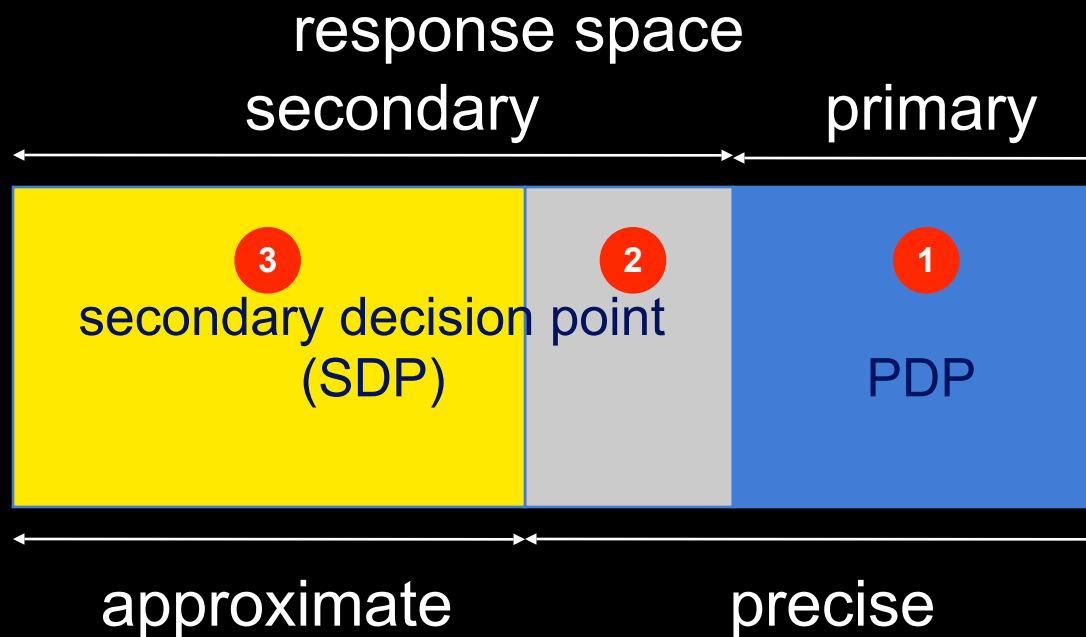 response space
secondary primary
3 2 1
secondary decision point
(SDP) PDP
approximate precise